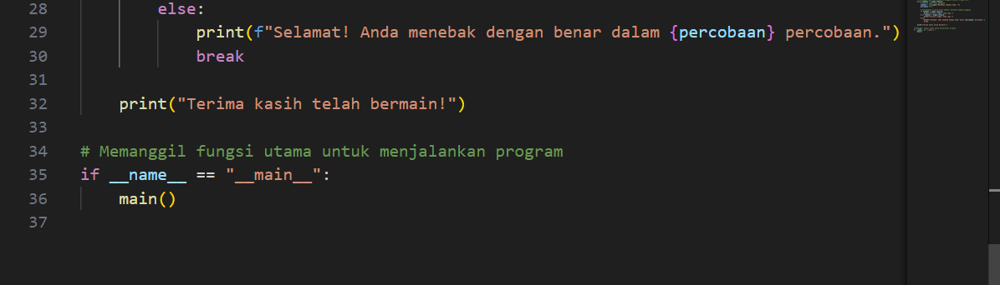 28 else:
29 print(f"Selamat! Anda menebak dengan benar dalam {percobaan} percobaan.")
30 break
31
32 print("Terima kasih telah bermain!")
33
34 # Memanggil fungsi utama untuk menjalankan program
35 if __name__ == "__main__":
36 main()
37